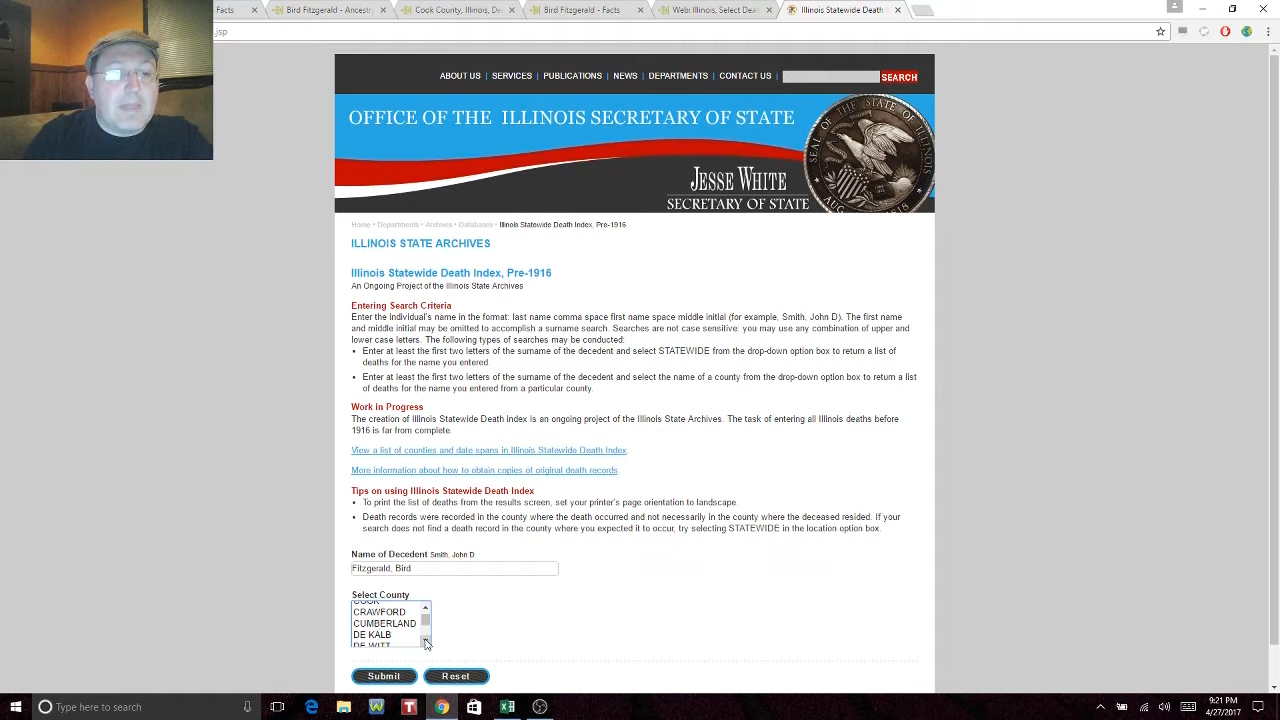 Facts
Bird Fitzgerald - Ancestry
Cook County, Illinois, De
Bird Fitzgerald - Facts
Web: Illinois, Select Death
Illinois Statewide Death I
.jsp
ABOUT US | SERVICES | PUBLICATIONS | NEWS | DEPARTMENTS | CONTACT US | SEARCH
OFFICE OF THE ILLINOIS SECRETARY OF STATE
SEAL OF THE STATE OF ILLINOIS
AUG. 26TH 1818
JESSE WHITE
SECRETARY OF STATE
Home • Departments • Archives • Databases • Illinois Statewide Death Index, Pre-1916
ILLINOIS STATE ARCHIVES
Illinois Statewide Death Index, Pre-1916
An Ongoing Project of the Illinois State Archives
Entering Search Criteria
Enter the individual's name in the format: last name comma space first name space middle initial (for example, Smith, John D). The first name
and middle initial may be omitted to accomplish a surname search. Searches are not case sensitive: you may use any combination of upper and
lower case letters. The following types of searches may be conducted:
• Enter at least the first two letters of the surname of the decedent and select STATEWIDE from the drop-down option box to return a list of
deaths for the name you entered.
• Enter at least the first two letters of the surname of the decedent and select the name of a county from the drop-down option box to return a list
of deaths for the name you entered from a particular county.
Work in Progress
The creation of Illinois Statewide Death index is an ongoing project of the Illinois State Archives. The task of entering all Illinois deaths before
1916 is far from complete.
View a list of counties and date spans in Illinois Statewide Death Index.
More information about how to obtain copies of original death records.
Tips on using Illinois Statewide Death Index
• To print the list of deaths from the results screen, set your printer's page orientation to landscape.
• Death records were recorded in the county where the death occurred and not necessarily in the county where the deceased resided. If your
search does not find a death record in the county where you expected it to occur, try selecting STATEWIDE in the location option box.
Name of Decedent Smith, John D
Fitzgerald, Bird
Select County
COOK
CRAWFORD
CUMBERLAND
DE KALB
DE WITT
Submit Reset
Type here to search
9:21 PM
4/27/2017